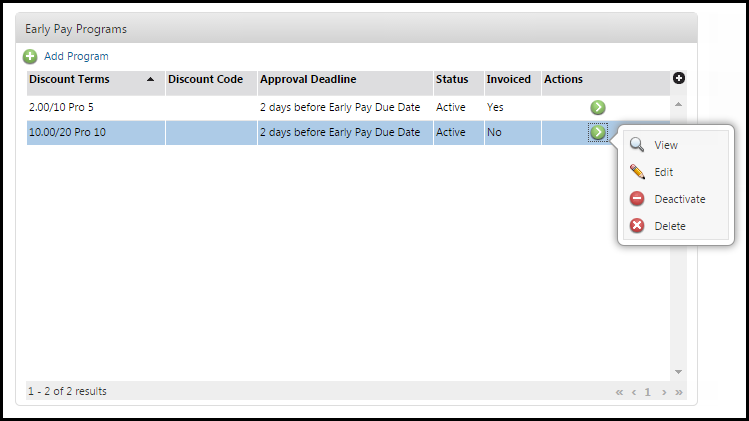 Early Pay Programs
Add Program
Discount Terms Discount Code Approval Deadline Status Invoiced Actions
2.00/10 Pro 5 2 days before Early Pay Due Date Active Yes
10.00/20 Pro 10 2 days before Early Pay Due Date Active No
View
Edit
Deactivate
Delete
1 - 2 of 2 results « ‹ 1 › »